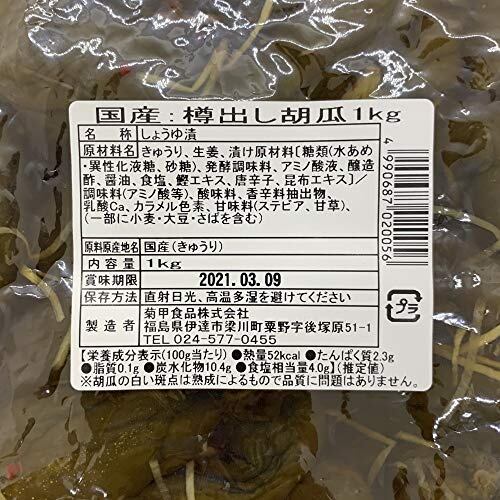 国産:樽出し胡瓜1kg
名称 しょうゆ漬
原材料名 きゅうり、生姜、漬け原材料〔糖類(水あめ
・異性化液糖、砂糖)、発酵調味料、アミノ酸液、醸造
酢、醤油、食塩、鰹エキス、唐辛子、昆布エキス〕/
調味料(アミノ酸等)、酸味料、香辛料抽出物、
乳酸Ca、カラメル色素、甘味料(ステビア、甘草)、
(一部に小麦・大豆・さばを含む)
原料原産地名 国産(きゅうり)
内容量 1kg
賞味期限 2021.03.09
保存方法 直射日光、高温多湿を避けてください
製造者 菊甲食品株式会社
福島県伊達市梁川町粟野字後塚原51-1
TEL 024-577-0455
【栄養成分表示(100g当たり) ●熱量52kcal ●たんぱく質2.3g
●脂質0.1g ●炭水化物10.4g ●食塩相当量4.0g】(推定値)
※胡瓜の白い斑点は熟成によるもので品質に問題はありません。
4990687020056
プラ